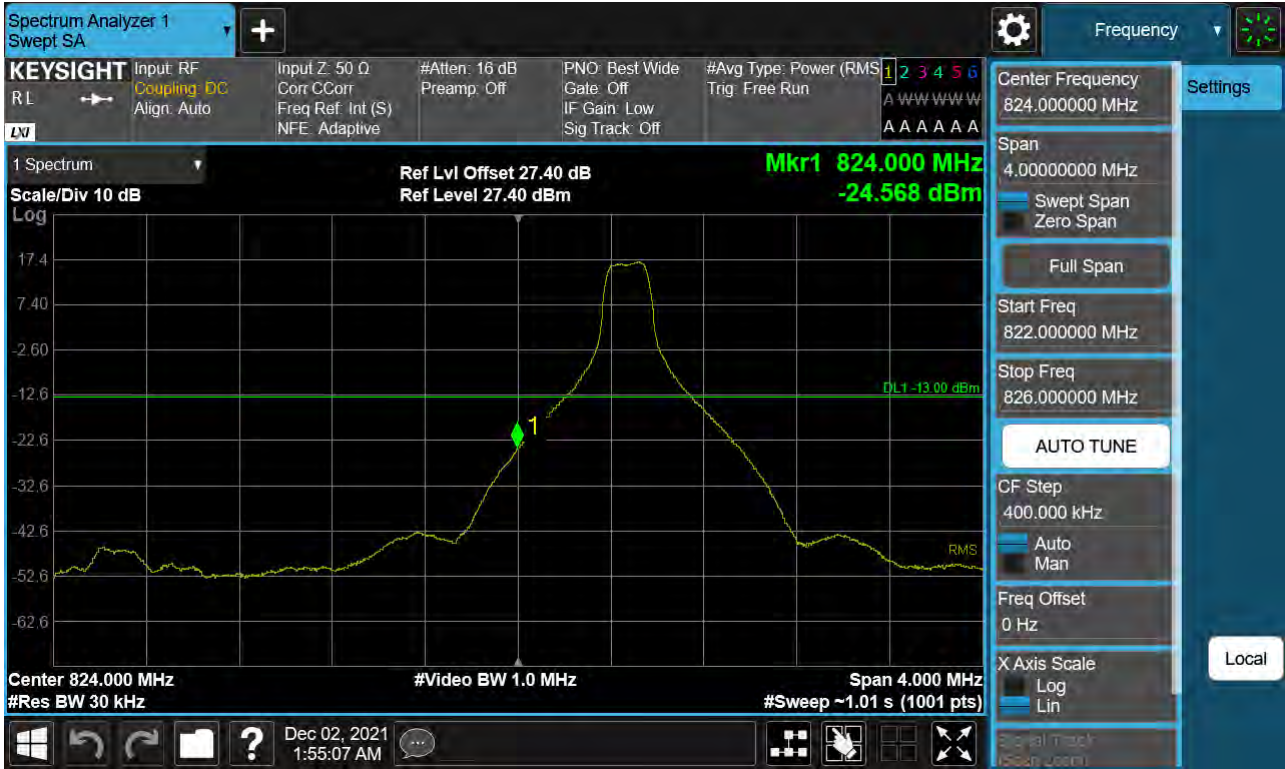 Spectrum Analyzer 1
Swept SA
+
Frequency
KEYSIGHT
RL
LXI
Input: RF
Coupling: DC
Align: Auto
Input Z: 50 Ω
Corr CCorr
Freq Ref: Int (S)
NFE: Adaptive
#Atten: 16 dB
Preamp: Off
PNO: Best Wide
Gate: Off
IF Gain: Low
Sig Track: Off
#Avg Type: Power (RMS
Trig: Free Run
1 2 3 4 5 6
A W W W W W
A A A A A A
1 Spectrum
Scale/Div 10 dB
Log
Ref Lvl Offset 27.40 dB
Ref Level 27.40 dBm
Mkr1 824.000 MHz
-24.568 dBm
17.4
7.40
-2.60
-12.6
-22.6
-32.6
-42.6
-52.6
-62.6
DL1 -13.00 dBm
1
RMS
Center 824.000 MHz
#Res BW 30 kHz
#Video BW 1.0 MHz
Span 4.000 MHz
#Sweep ~1.01 s (1001 pts)
Dec 02, 2021
1:55:07 AM
?
Center Frequency
824.000000 MHz
Span
4.00000000 MHz
Swept Span
Zero Span
Full Span
Start Freq
822.000000 MHz
Stop Freq
826.000000 MHz
AUTO TUNE
CF Step
400.000 kHz
Auto
Man
Freq Offset
0 Hz
X Axis Scale
Log
Lin
Signal Track
(Span Zoom)
Settings
Local